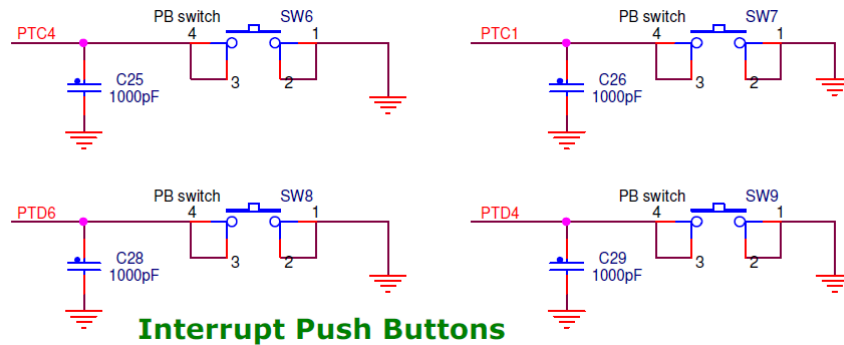 PB switch SW6 PB switch SW7
PTC4 4 1 PTC1 4 1
C25 3 2 C26 3 2
1000pF 1000pF
PB switch SW8 PB switch SW9
PTD6 4 1 PTD4 4 1
C28 3 2 C29 3 2
1000pF 1000pF
Interrupt Push Buttons